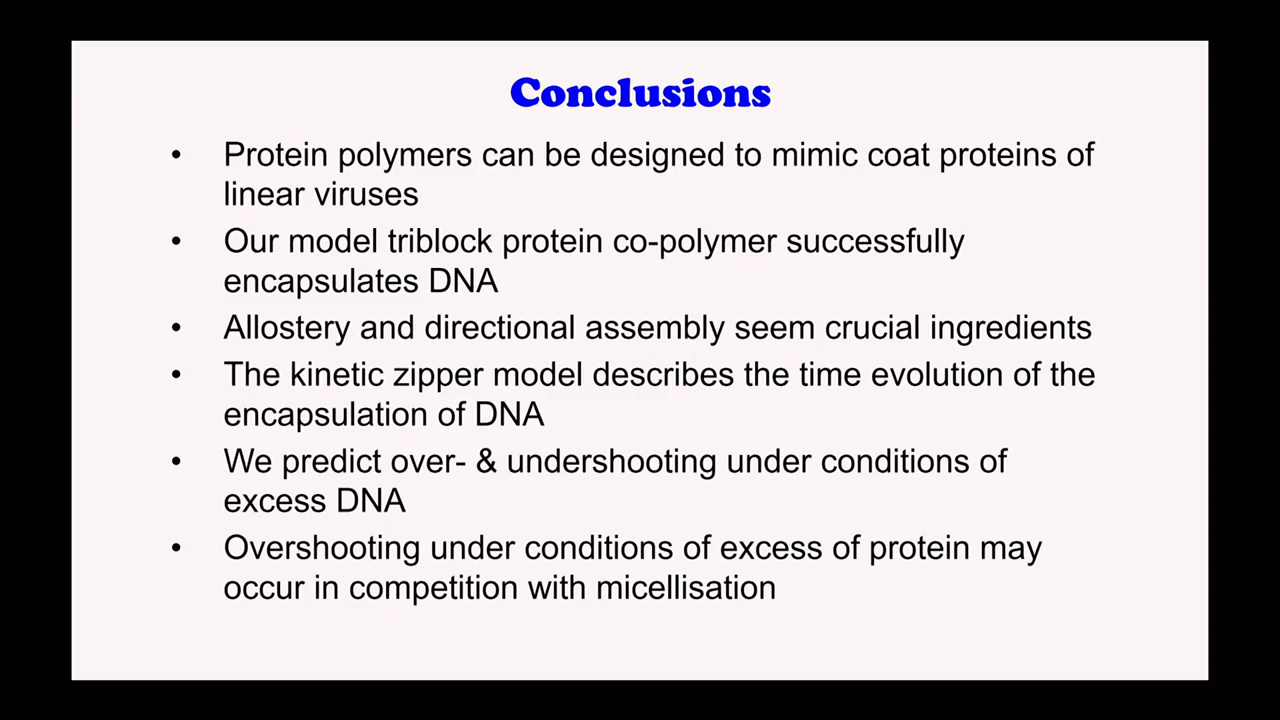 Conclusions
• Protein polymers can be designed to mimic coat proteins of
linear viruses
• Our model triblock protein co-polymer successfully
encapsulates DNA
• Allostery and directional assembly seem crucial ingredients
• The kinetic zipper model describes the time evolution of the
encapsulation of DNA
• We predict over- & undershooting under conditions of
excess DNA
• Overshooting under conditions of excess of protein may
occur in competition with micellisation